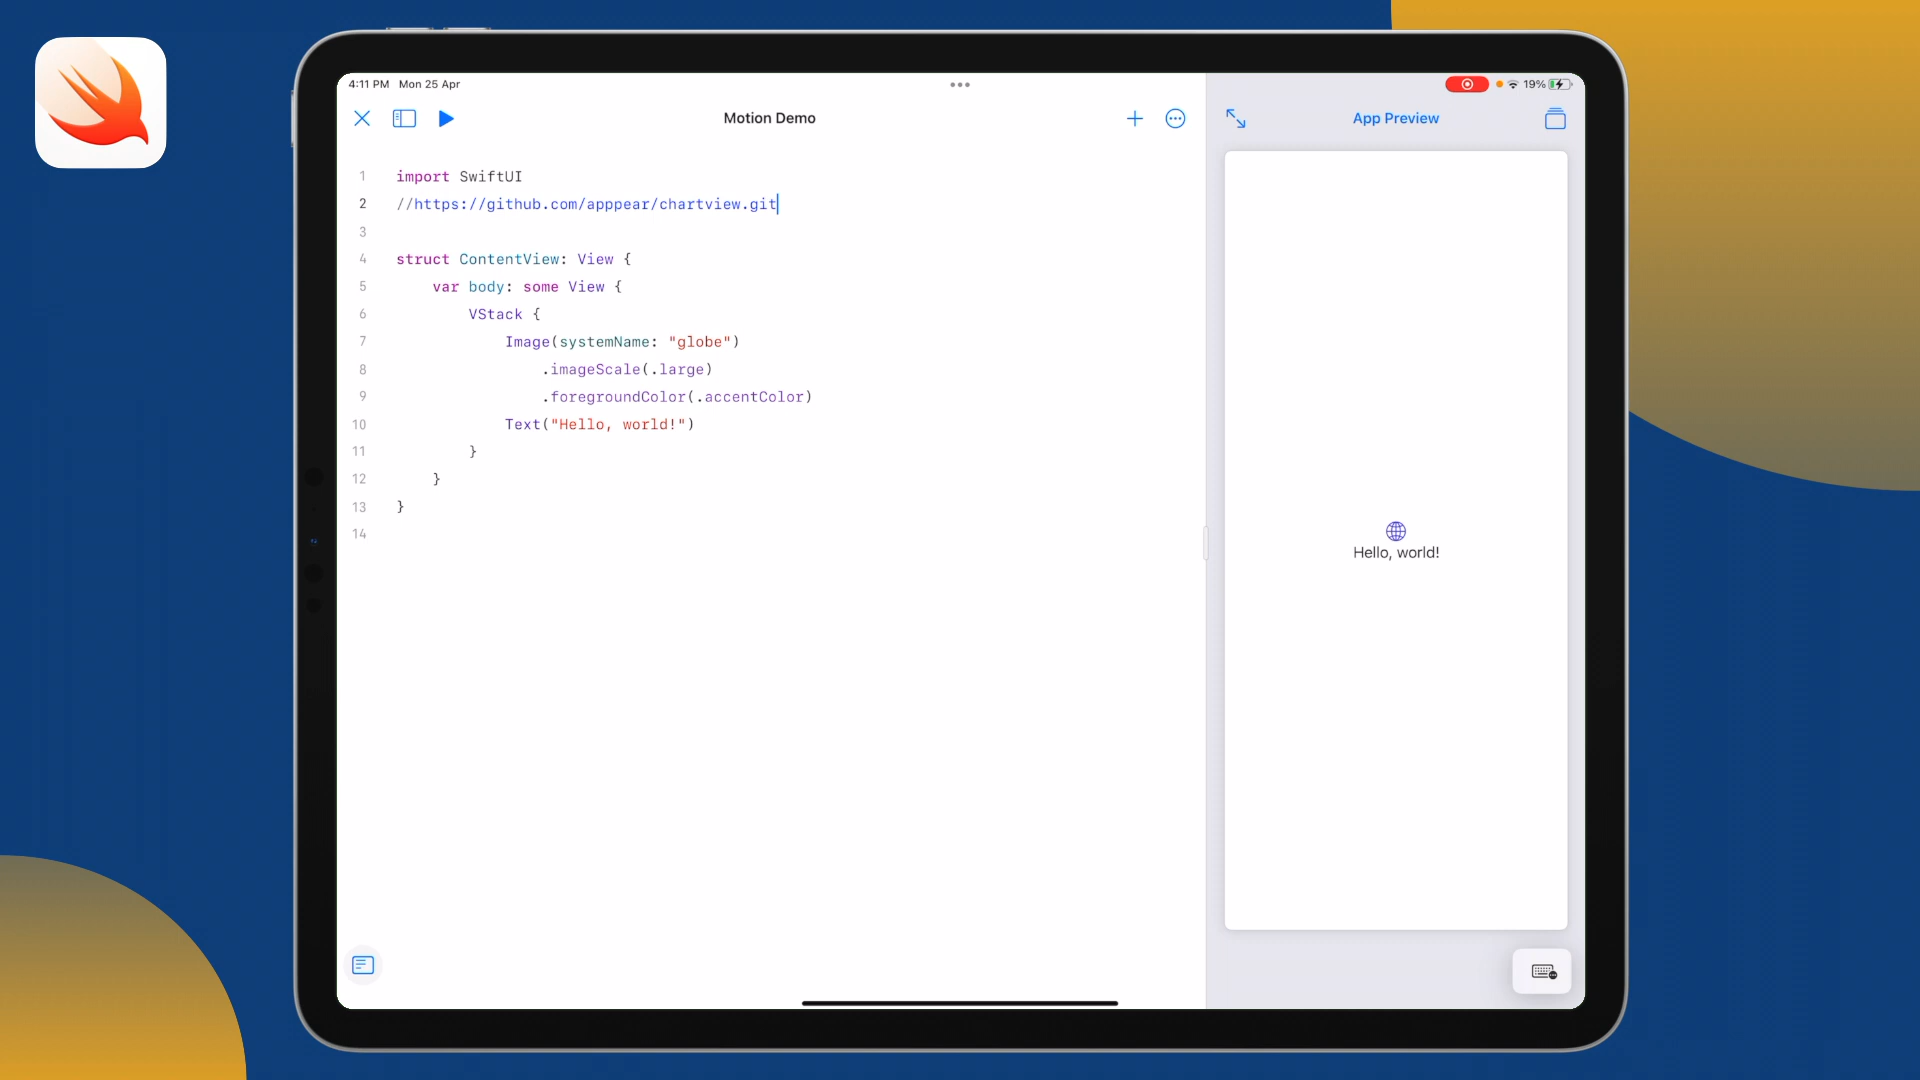 4:11 PM Mon 25 Apr
19%
Motion Demo
App Preview
1 import SwiftUI
2 //https://github.com/apppear/chartview.git
3
4 struct ContentView: View {
5 var body: some View {
6 VStack {
7 Image(systemName: "globe")
8 .imageScale(.large)
9 .foregroundColor(.accentColor)
10 Text("Hello, world!")
11 }
12 }
13 }
14
Hello, world!